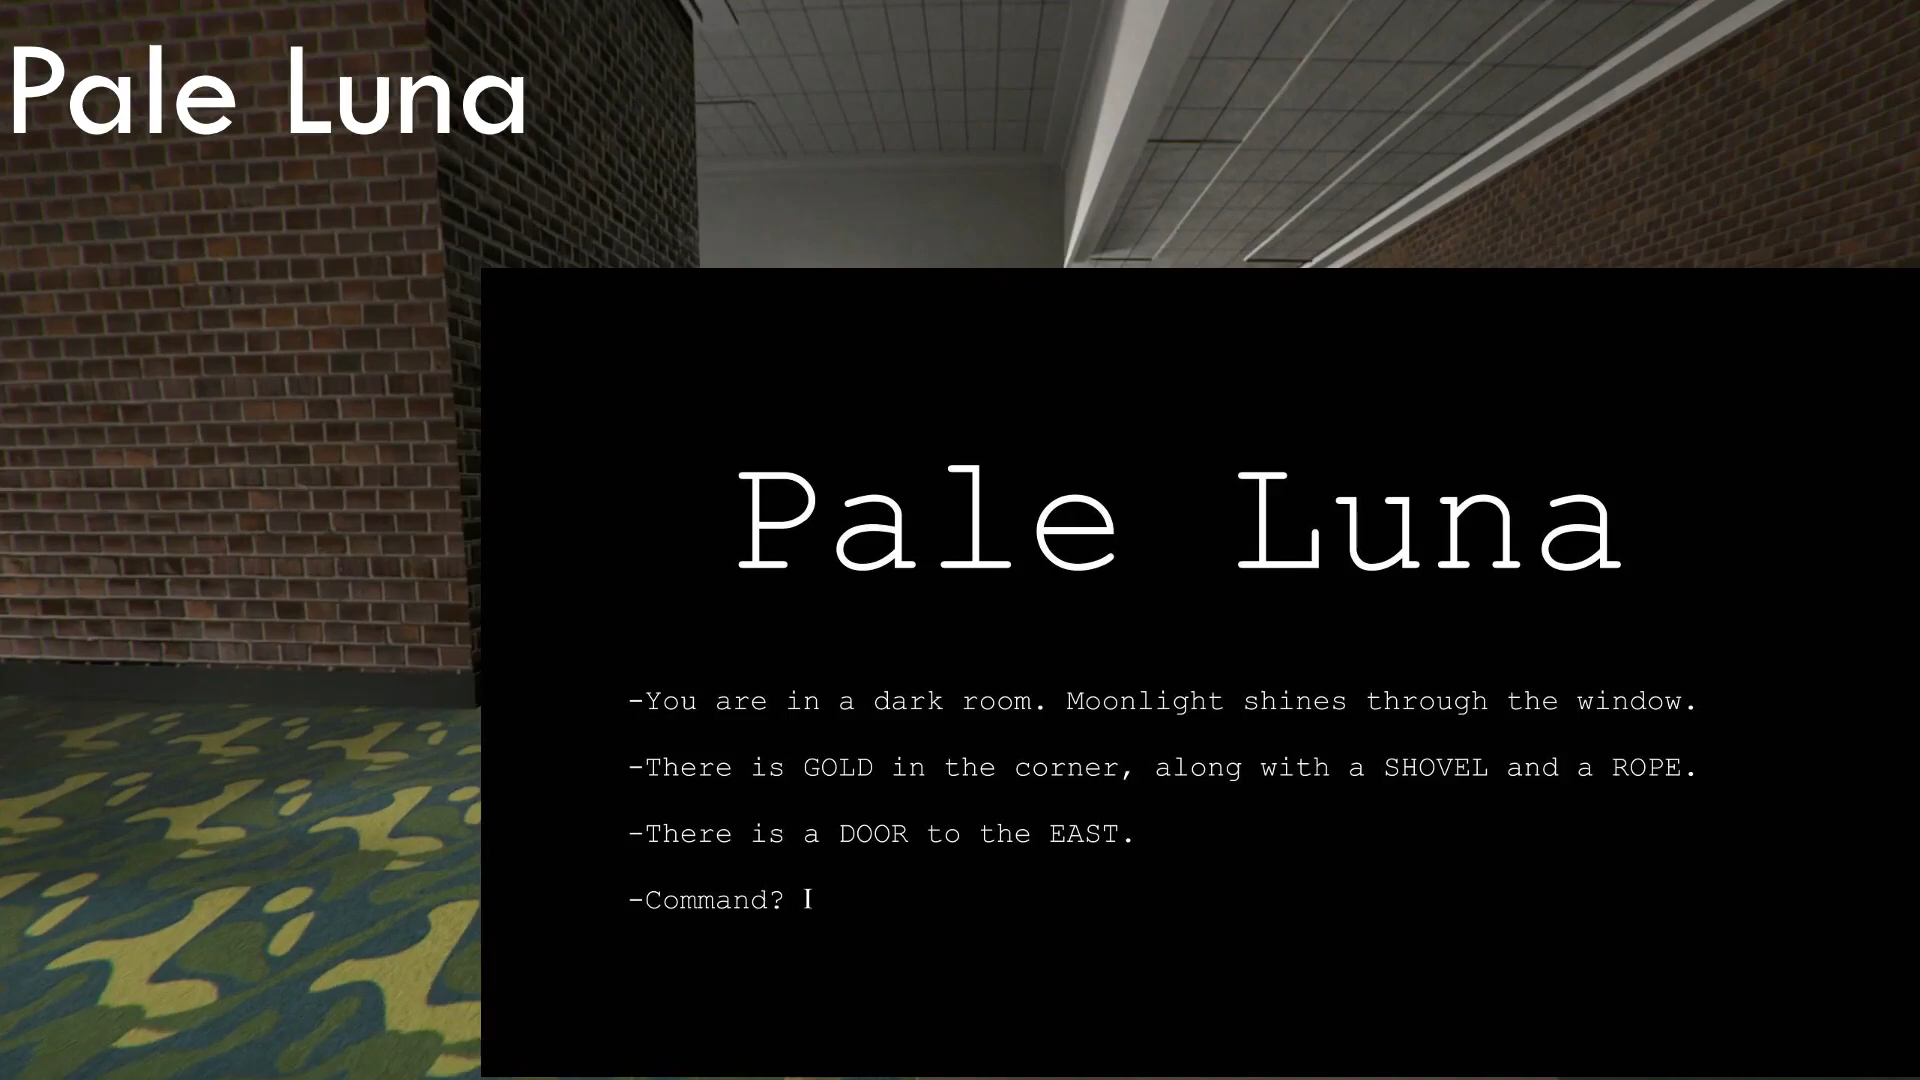 Pale Luna
Pale Luna
-You are in a dark room. Moonlight shines through the window.
-There is GOLD in the corner, along with a SHOVEL and a ROPE.
-There is a DOOR to the EAST.
-Command? I